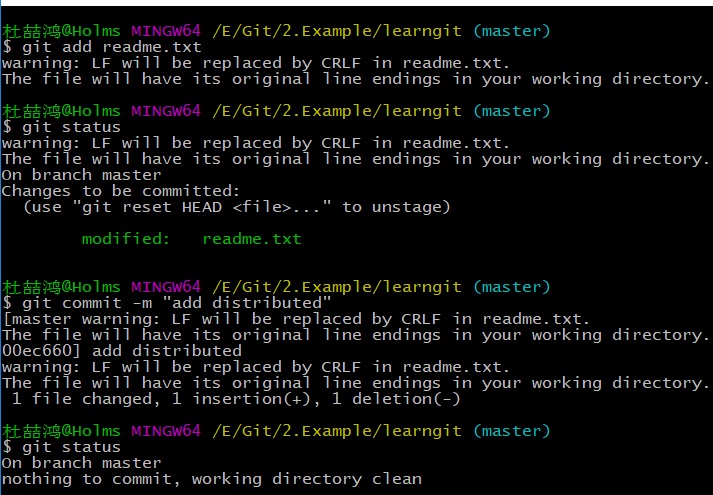 杜喆鸿@Holms MINGW64 /E/Git/2.Example/learngit (master)
$ git add readme.txt
warning: LF will be replaced by CRLF in readme.txt.
The file will have its original line endings in your working directory.
杜喆鸿@Holms MINGW64 /E/Git/2.Example/learngit (master)
$ git status
warning: LF will be replaced by CRLF in readme.txt.
The file will have its original line endings in your working directory.
On branch master
Changes to be committed:
  (use "git reset HEAD <file>..." to unstage)
        modified:   readme.txt
杜喆鸿@Holms MINGW64 /E/Git/2.Example/learngit (master)
$ git commit -m "add distributed"
[master warning: LF will be replaced by CRLF in readme.txt.
The file will have its original line endings in your working directory.
00ec660] add distributed
warning: LF will be replaced by CRLF in readme.txt.
The file will have its original line endings in your working directory.
 1 file changed, 1 insertion(+), 1 deletion(-)
杜喆鸿@Holms MINGW64 /E/Git/2.Example/learngit (master)
$ git status
On branch master
nothing to commit, working directory clean